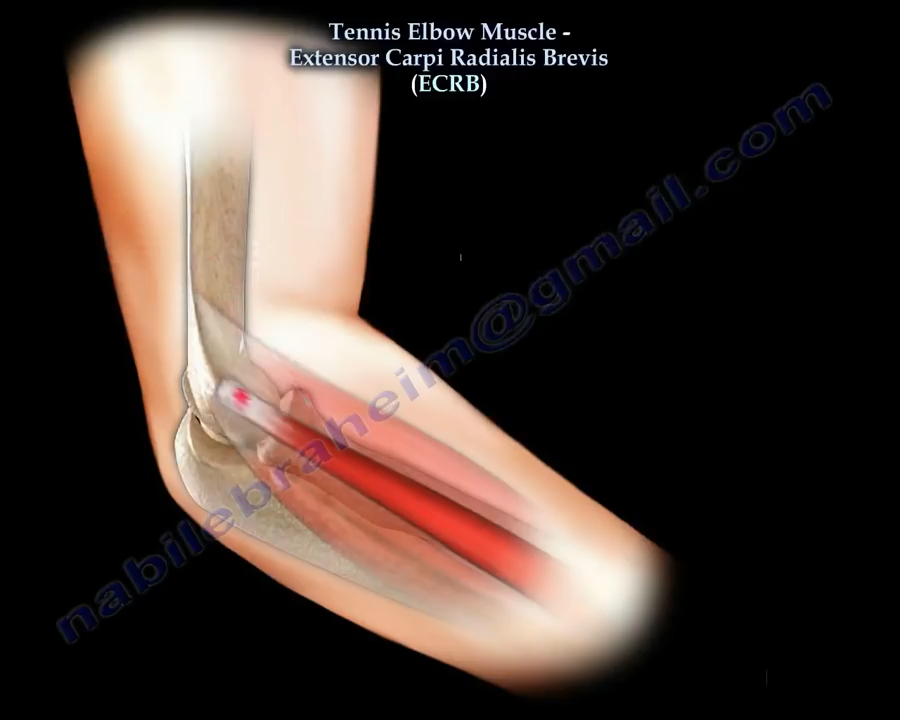 Tennis Elbow Muscle -
Extensor Carpi Radialis Brevis
(ECRB)
nabilebraheim@gmail.com